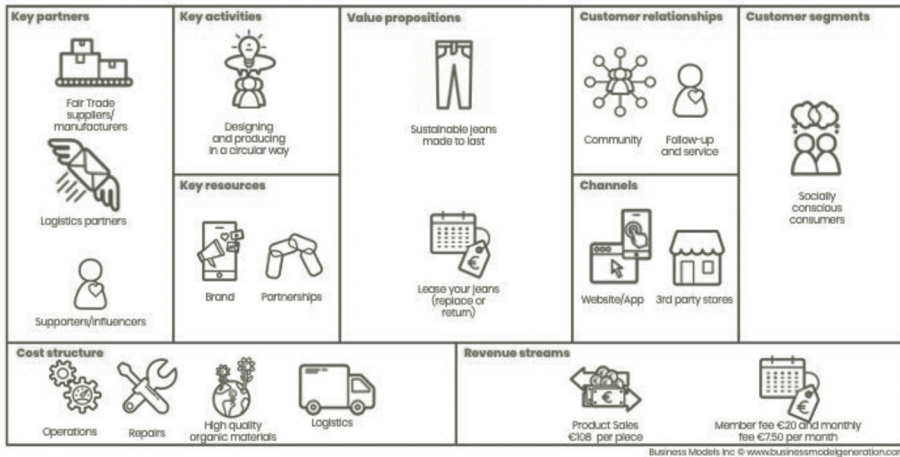 Key partners
Fair Trade
suppliers/
manufacturers
Logistics partners
Supporters/influencers
Key activities
Designing
and producing
in a circular way
Key resources
Brand
Partnerships
Value propositions
Sustainable jeans
made to last
€
Lease your jeans
(replace or
return)
Customer relationships
Community
Follow-up
and service
Channels
Website/App
3rd party stores
Customer segments
Socially
conscious
consumers
Cost structure
Operations
Repairs
High quality
organic materials
Logistics
Revenue streams
€
Product Sales
€108 per piece
€
Member fee €20 and monthly
fee €7.50 per month
Business Models Inc © www.businessmodelgeneration.com